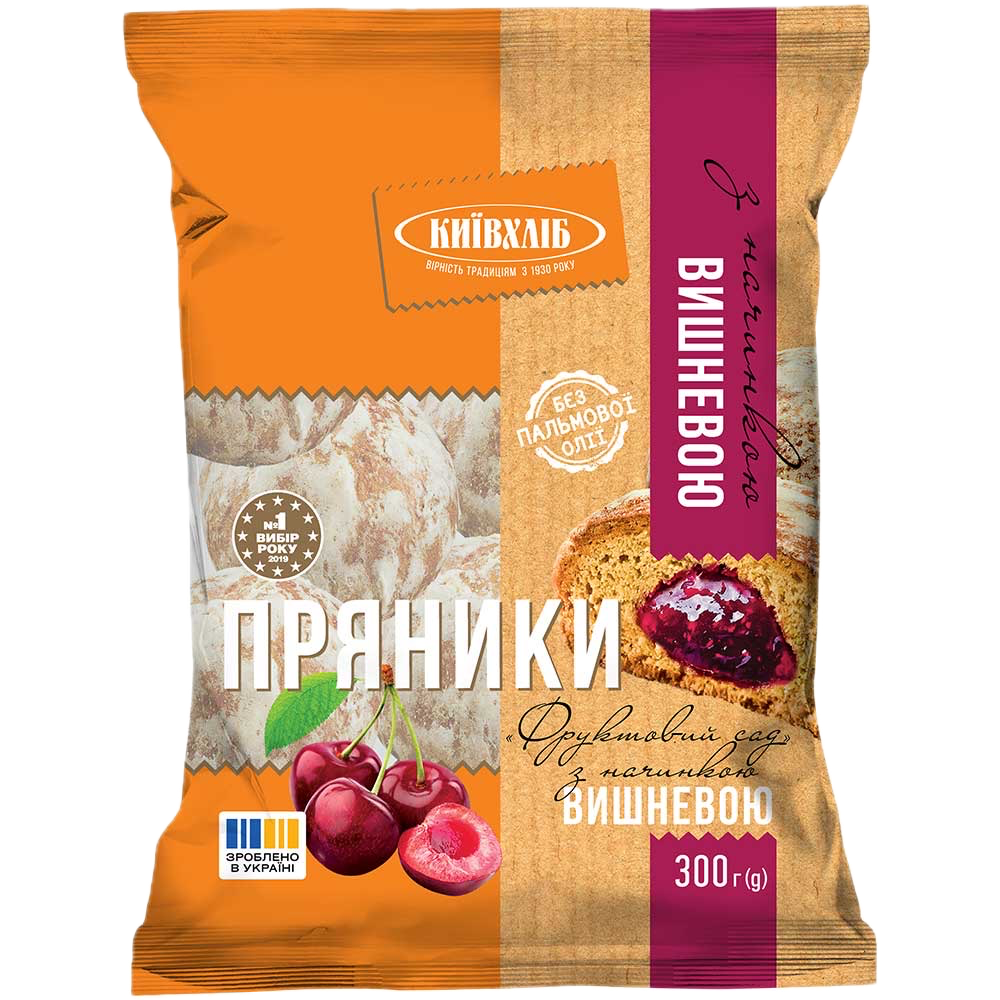 КИЇВХЛІБ
ВІРНІСТЬ ТРАДИЦІЯМ З 1930 РОКУ
З начинкою
ВИШНЕВОЮ
БЕЗ
ПАЛЬМОВОЇ
ОЛІЇ
№1
ВИБІР
РОКУ
2019
ПРЯНИКИ
«Фруктовий сад»
з начинкою
ВИШНЕВОЮ
ЗРОБЛЕНО
В УКРАЇНІ
300 г (g)